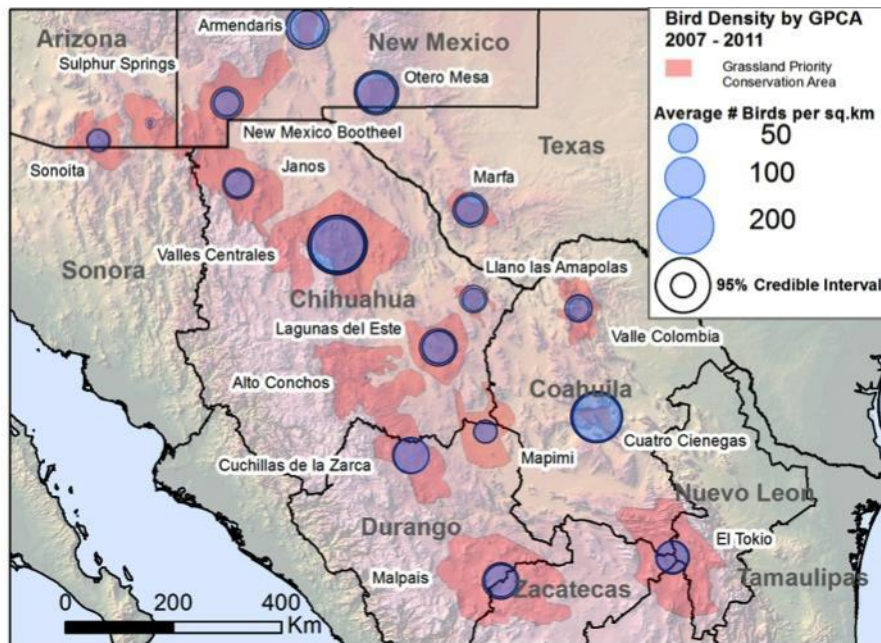 Bird Density by GPCA
2007 - 2011
Grassland Priority
Conservation Area
Average # Birds per sq.km
50
100
200
95% Credible Interval
Arizona
Armendaris
New Mexico
Sulphur Springs
Otero Mesa
New Mexico Bootheel
Texas
Sonoita
Janos
Marfa
Valles Centrales
Sonora
Llano las Amapolas
Chihuahua
Lagunas del Este
Valle Colombia
Alto Conchos
Coahuila
Cuatro Cienegas
Cuchillas de la Zarca
Mapimi
Nuevo Leon
Durango
El Tokio
Malpais
Zacatecas
Tamaulipas
0 200 400
Km